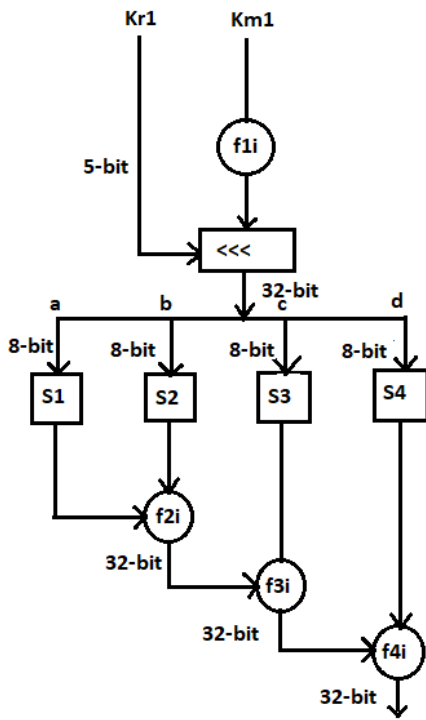 Kr1 Km1
f1i
5-bit
<<<
32-bit
a b c d
8-bit 8-bit 8-bit 8-bit
S1 S2 S3 S4
f2i
32-bit
f3i
32-bit
f4i
32-bit